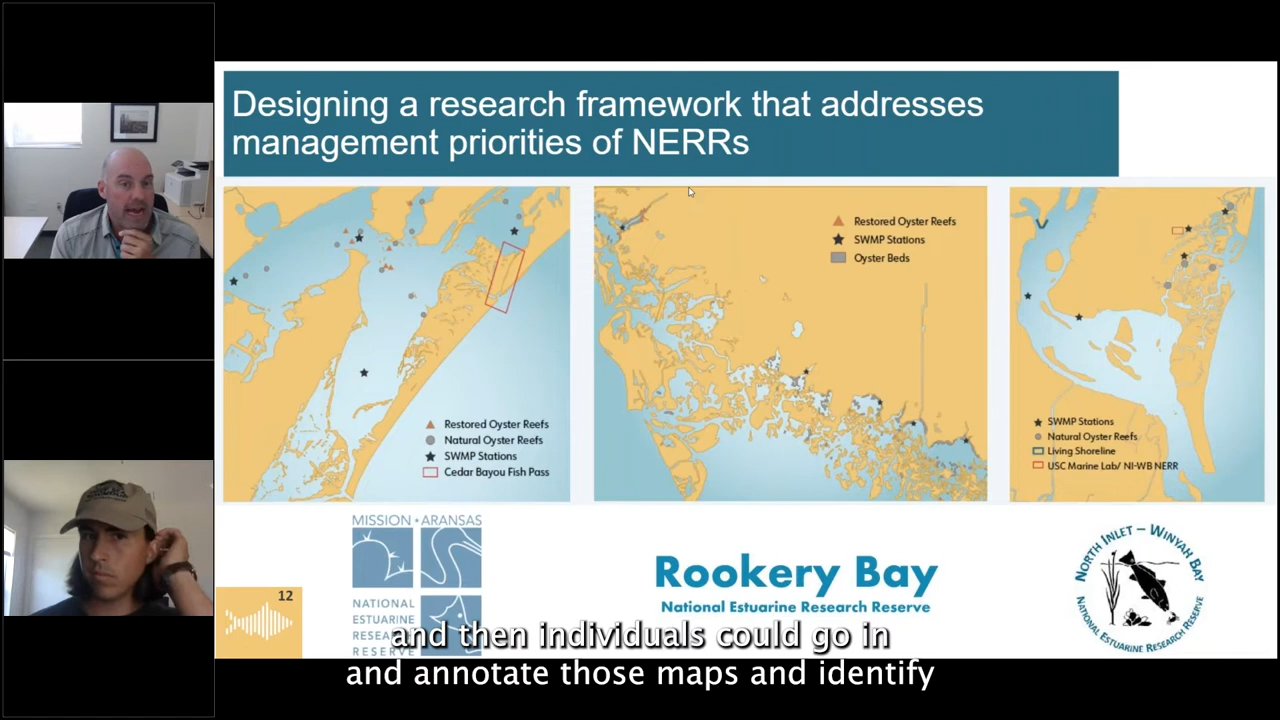 Designing a research framework that addresses
management priorities of NERRs
Restored Oyster Reefs
Natural Oyster Reefs
SWMP Stations
Cedar Bayou Fish Pass
Restored Oyster Reefs
SWMP Stations
Oyster Beds
SWMP Stations
Natural Oyster Reefs
Living Shoreline
USC Marine Lab/ NI-WB NERR
MISSION ARANSAS
NATIONAL
ESTUARINE
RESEA
RESERVE
Rookery Bay
National Estuarine Research Reserve
NORTH INLET – WINYAH BAY
NATIONAL ESTUARINE RESEARCH RESERVE
12
and then individuals could go in
and annotate those maps and identify